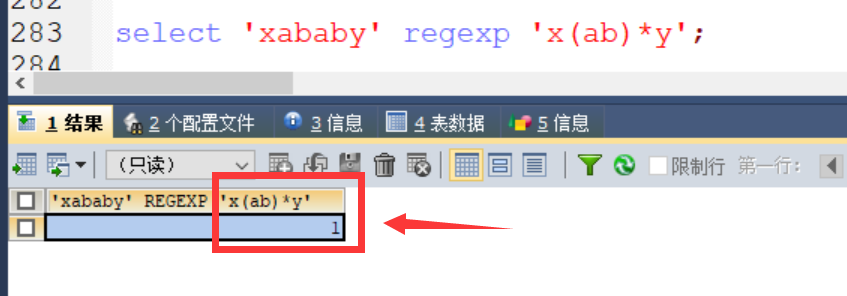 282
283 select 'xababy' regexp 'x(ab)*y';
284
1 结果 2 个配置文件 3 信息 4 表数据 5 信息
（只读） 限制行 第一行:
'xababy' REGEXP 'x(ab)*y'
1